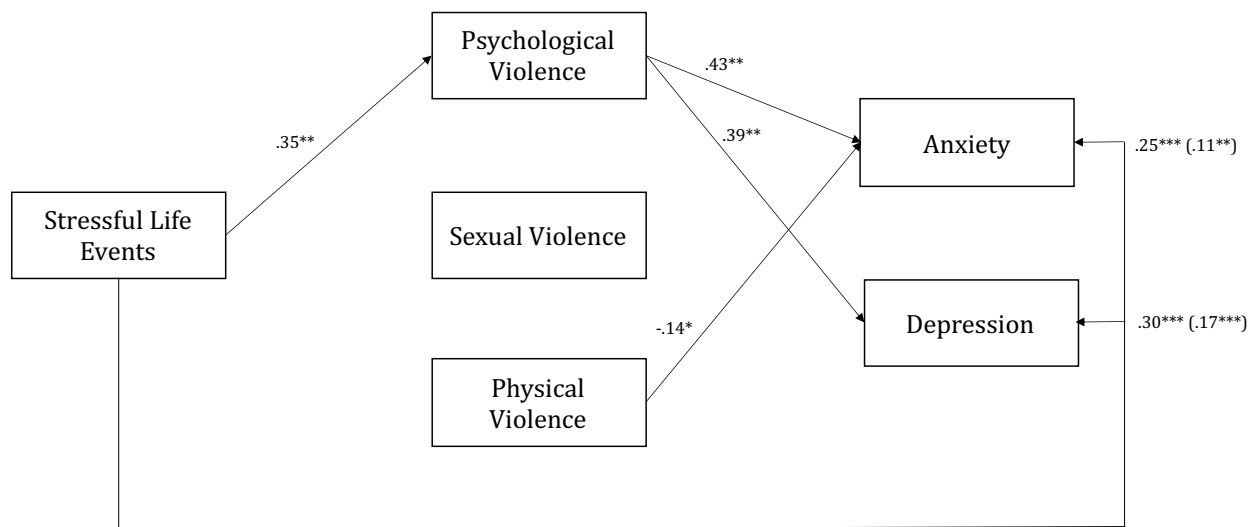 Psychological
Violence
.43**
.39**
Anxiety
.25*** (.11**)
.35**
Stressful Life
Events
Sexual Violence
Depression
.30*** (.17***)
-.14*
Physical
Violence